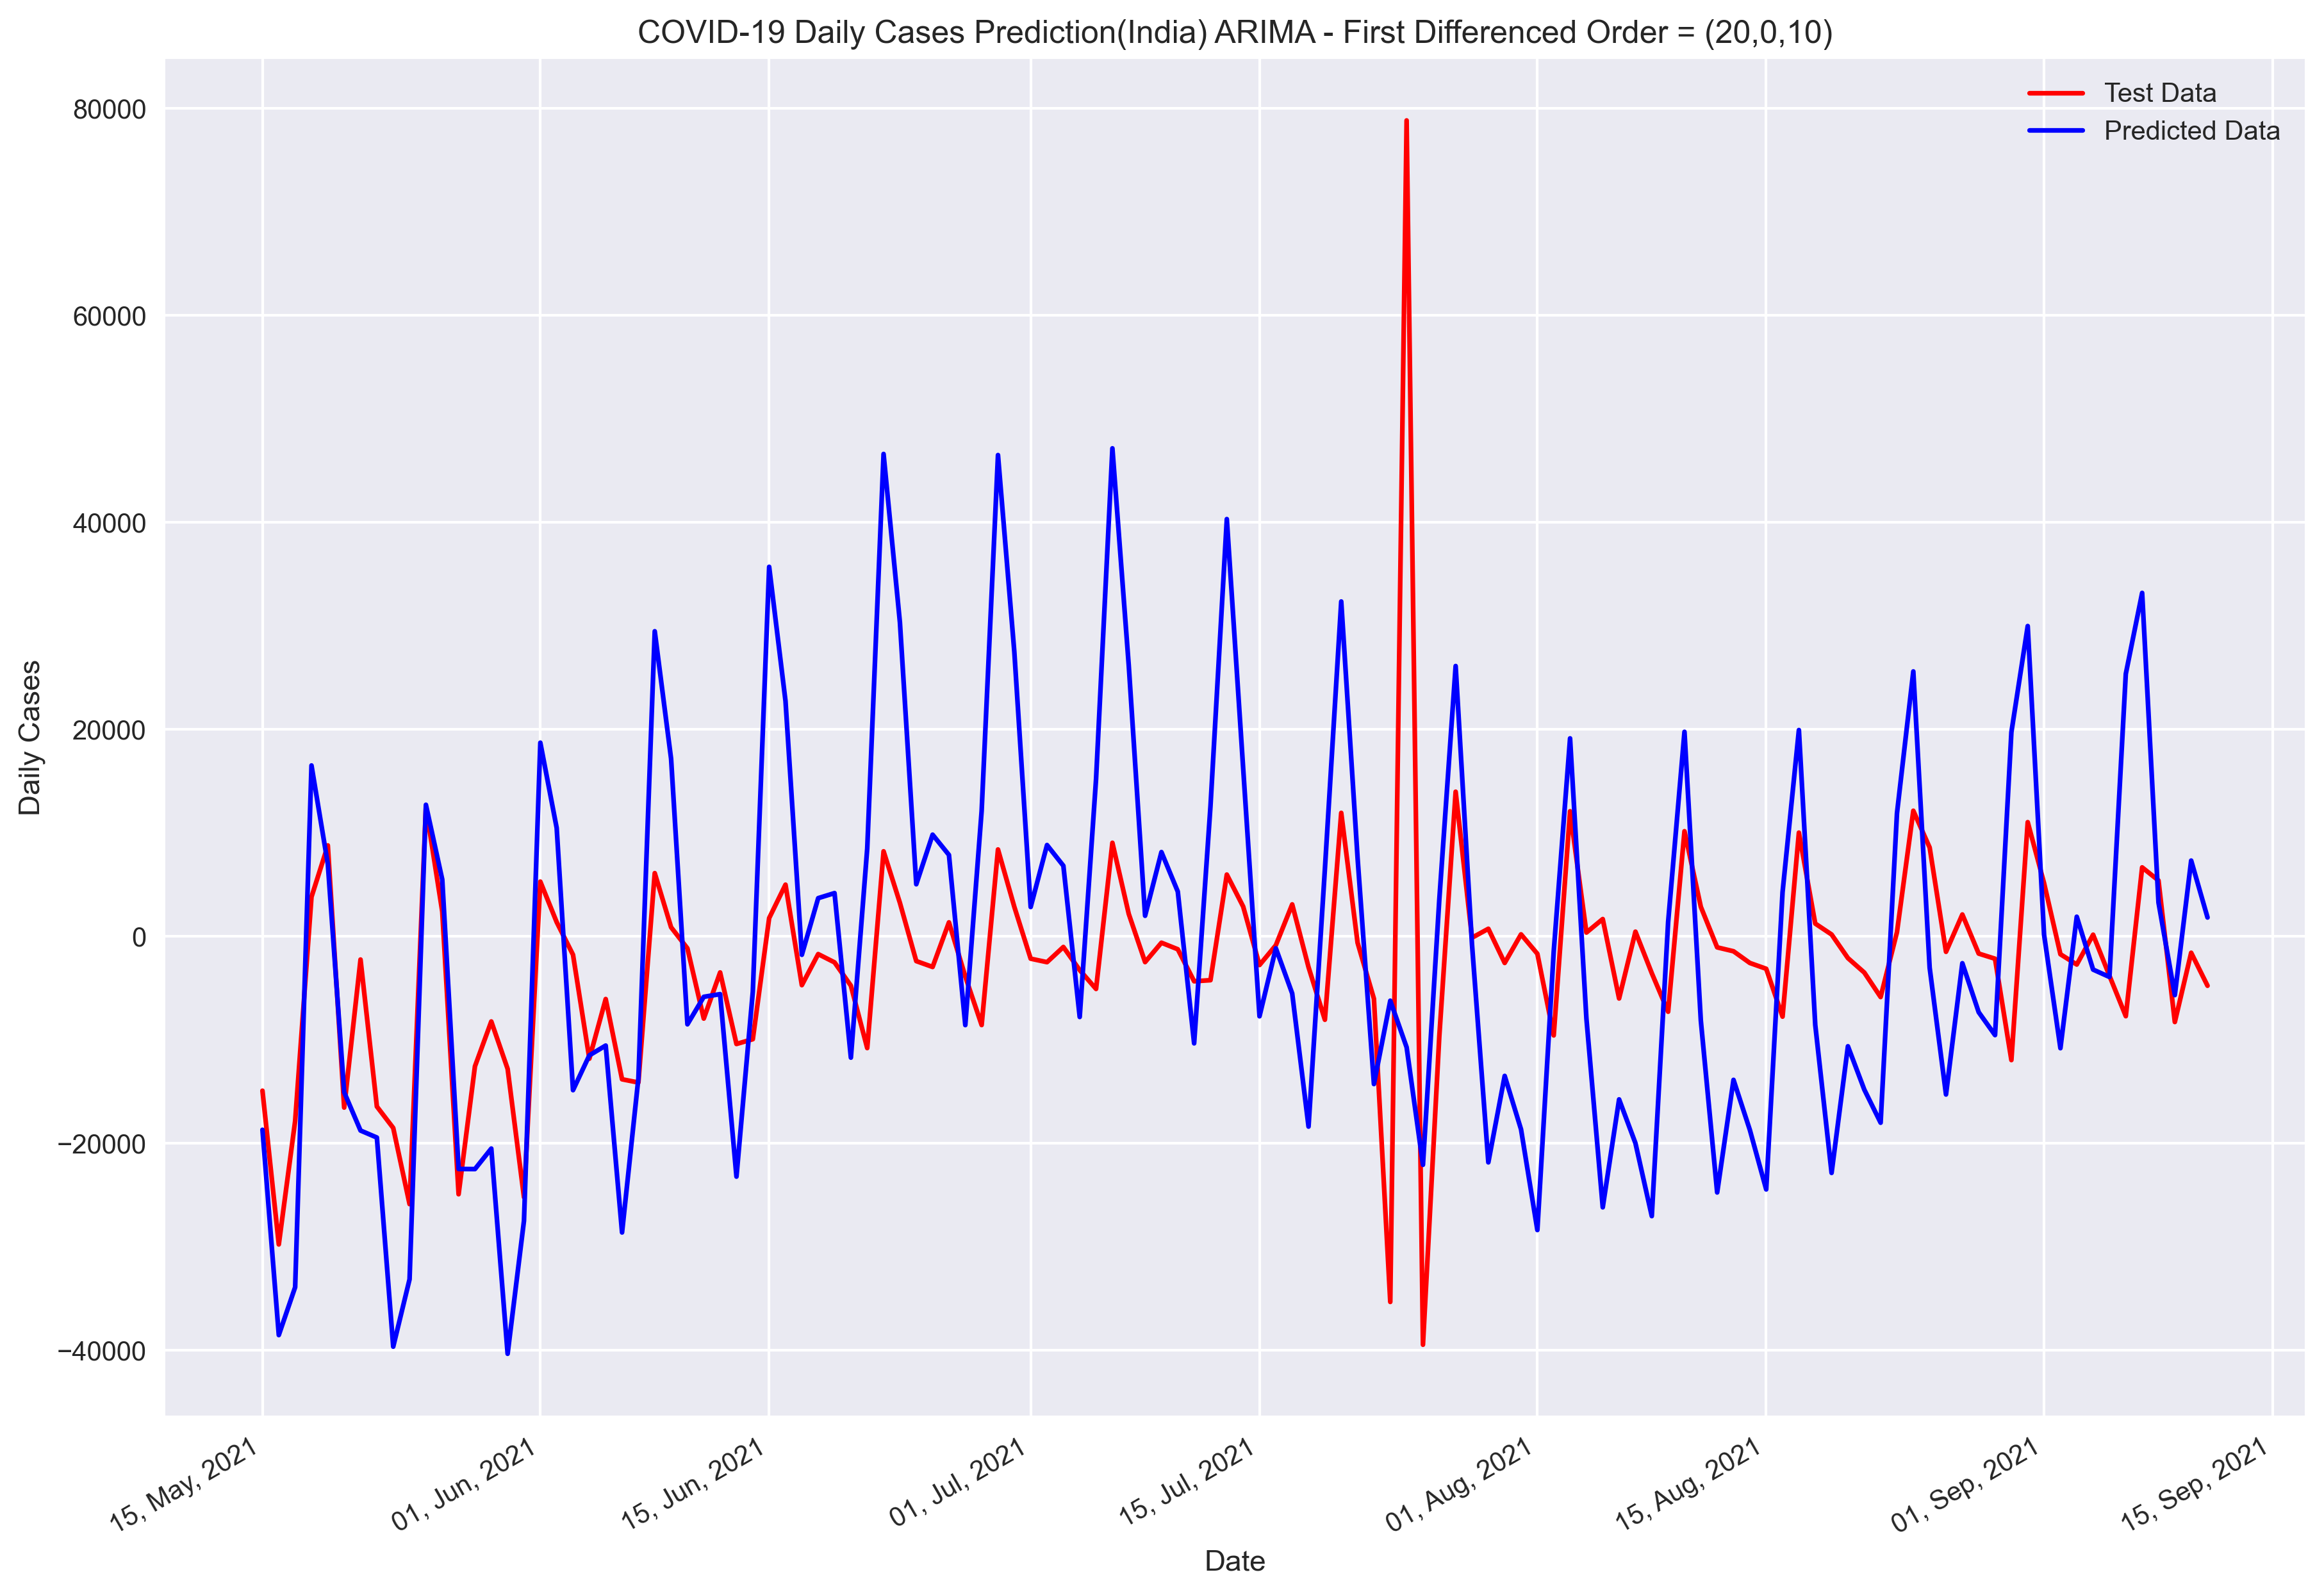 COVID-19 Daily Cases Prediction(India) ARIMA - First Differenced Order = (20,0,10)
Test Data
Predicted Data
80000
60000
40000
20000
0
−20000
−40000
Daily Cases
15, May, 2021
01, Jun, 2021
15, Jun, 2021
01, Jul, 2021
15, Jul, 2021
01, Aug, 2021
15, Aug, 2021
01, Sep, 2021
15, Sep, 2021
Date